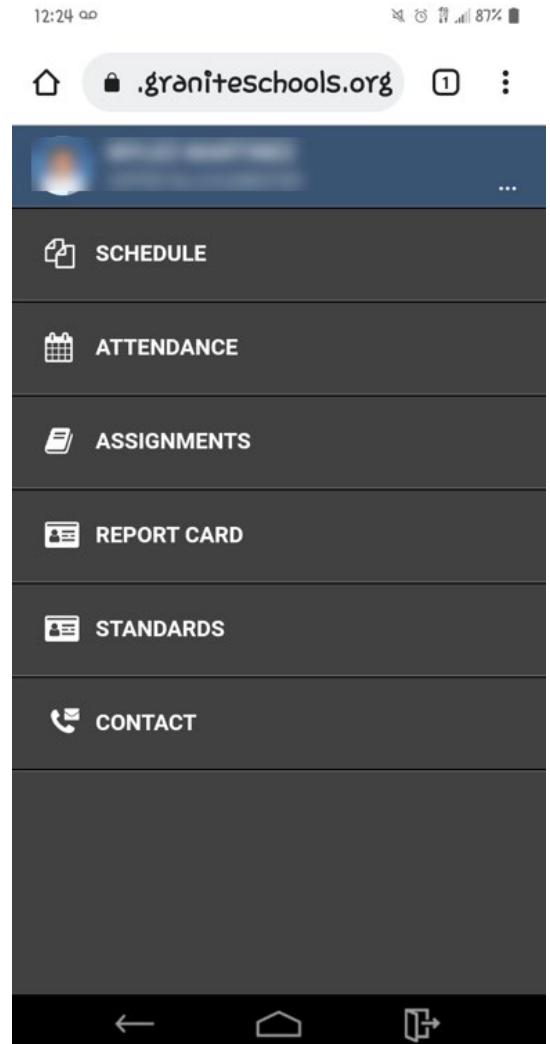 12:24
87%
.graniteschools.org 1
...
SCHEDULE
ATTENDANCE
ASSIGNMENTS
REPORT CARD
STANDARDS
CONTACT